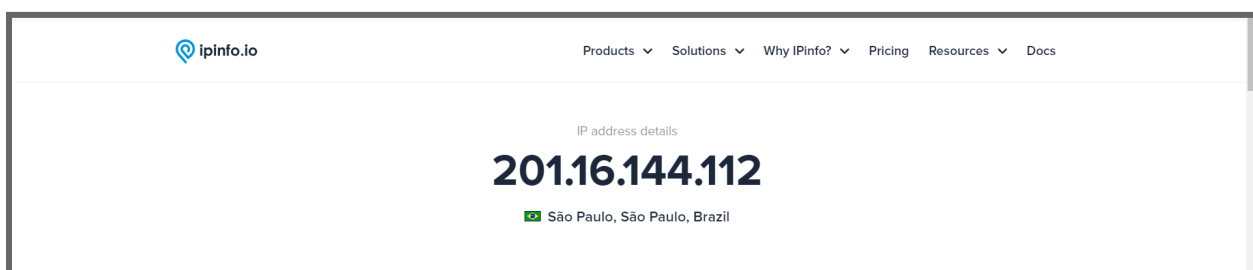 ipinfo.io Products Solutions Why IPinfo? Pricing Resources Docs
IP address details
201.16.144.112
São Paulo, São Paulo, Brazil